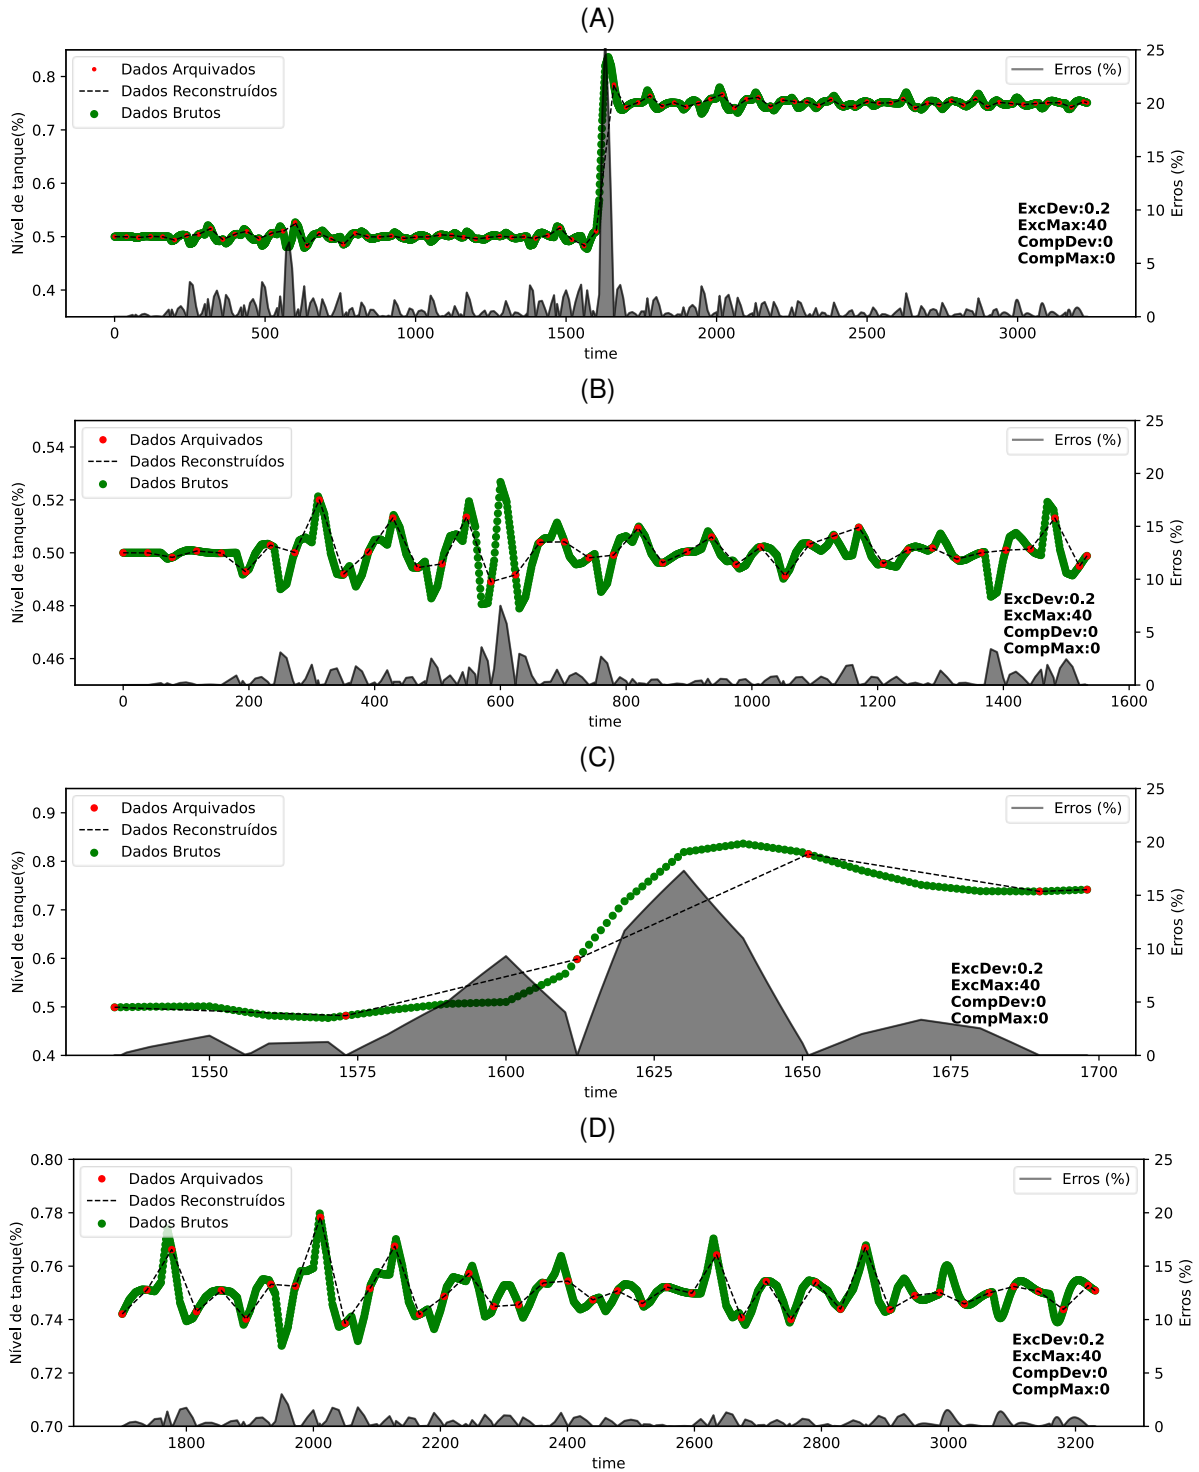 (A)
Dados Arquivados
Dados Reconstruídos
Dados Brutos
Erros (%)
ExcDev:0.2
ExcMax:40
CompDev:0
CompMax:0
Nível de tanque(%)
0.8
0.7
0.6
0.5
0.4
25
20
15
10
5
0
Erros (%)
0 500 1000 1500 2000 2500 3000
time
(B)
Dados Arquivados
Dados Reconstruídos
Dados Brutos
Erros (%)
ExcDev:0.2
ExcMax:40
CompDev:0
CompMax:0
Nível de tanque(%)
0.54
0.52
0.50
0.48
0.46
25
20
15
10
5
0
Erros (%)
0 200 400 600 800 1000 1200 1400 1600
time
(C)
Dados Arquivados
Dados Reconstruídos
Dados Brutos
Erros (%)
ExcDev:0.2
ExcMax:40
CompDev:0
CompMax:0
Nível de tanque(%)
0.9
0.8
0.7
0.6
0.5
0.4
25
20
15
10
5
0
Erros (%)
1550 1575 1600 1625 1650 1675 1700
time
(D)
Dados Arquivados
Dados Reconstruídos
Dados Brutos
Erros (%)
ExcDev:0.2
ExcMax:40
CompDev:0
CompMax:0
Nível de tanque(%)
0.80
0.78
0.76
0.74
0.72
0.70
25
20
15
10
5
0
Erros (%)
1800 2000 2200 2400 2600 2800 3000 3200
time